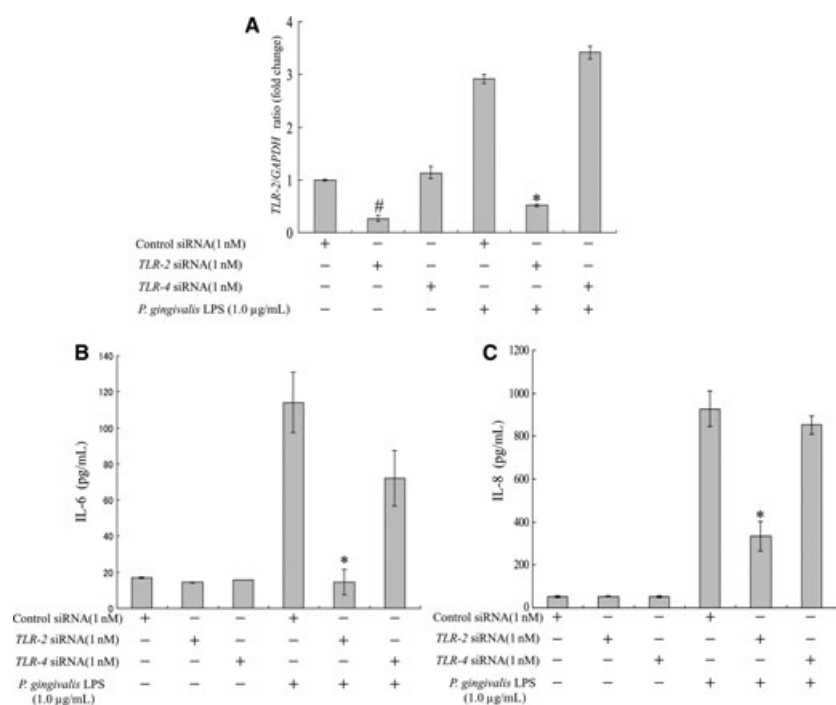 A
TLR-2/GAPDH ratio (fold change)
4
3
2
1
0
#
*
Control siRNA(1 nM) + − − + − −
TLR-2 siRNA(1 nM) − + − − + −
TLR-4 siRNA(1 nM) − − + − − +
P. gingivalis LPS (1.0 µg/mL) − − − + + +
B
IL-6 (pg/mL)
140
120
100
80
60
40
20
0
*
Control siRNA(1 nM) + − − + − −
TLR-2 siRNA(1 nM) − + − − + −
TLR-4 siRNA(1 nM) − − + − − +
P. gingivalis LPS − − − + + +
(1.0 µg/mL)
C
IL-8 (pg/mL)
1200
1000
800
600
400
200
0
*
Control siRNA(1 nM) + − − + − −
TLR-2 siRNA(1 nM) − + − − + −
TLR-4 siRNA(1 nM) − − + − − +
P. gingivalis LPS − − − + + +
(1.0 µg/mL)